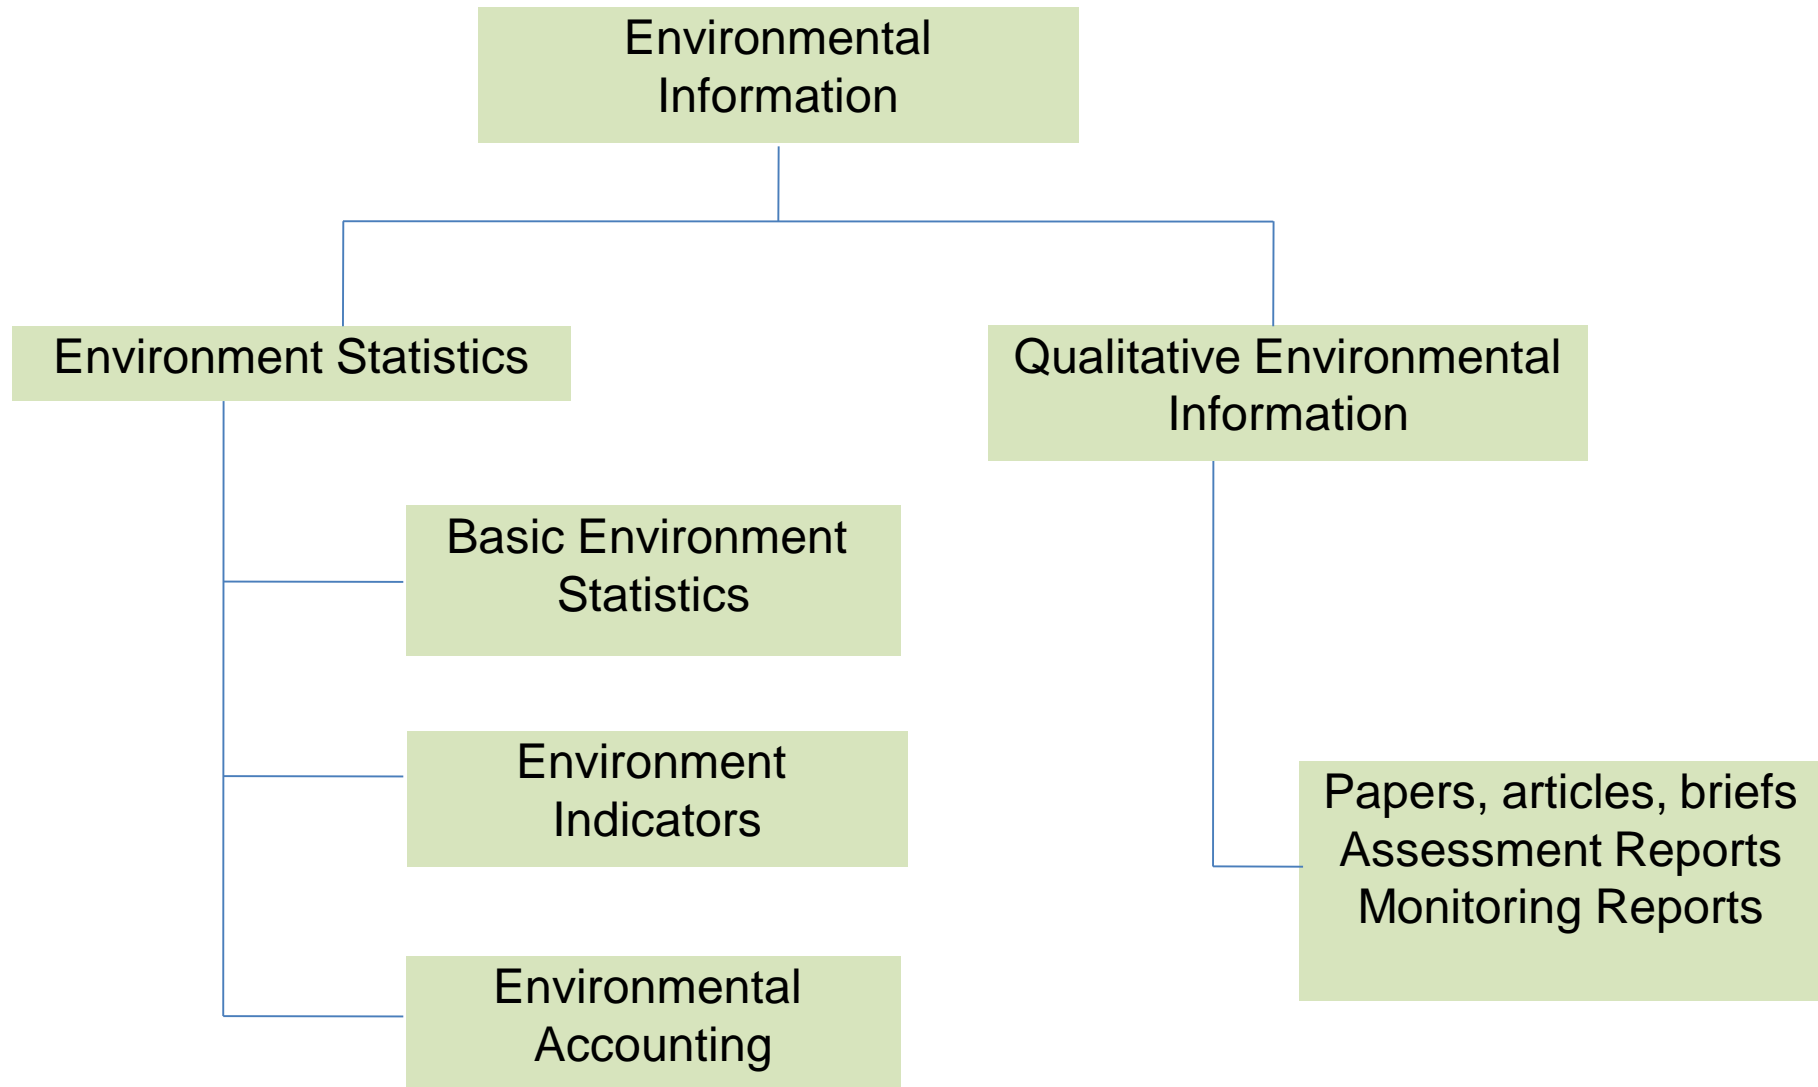 Environmental
Information
Environment Statistics
Qualitative Environmental
Information
Basic Environment
Statistics
Environment
Indicators
Environmental
Accounting
Papers, articles, briefs
Assessment Reports
Monitoring Reports